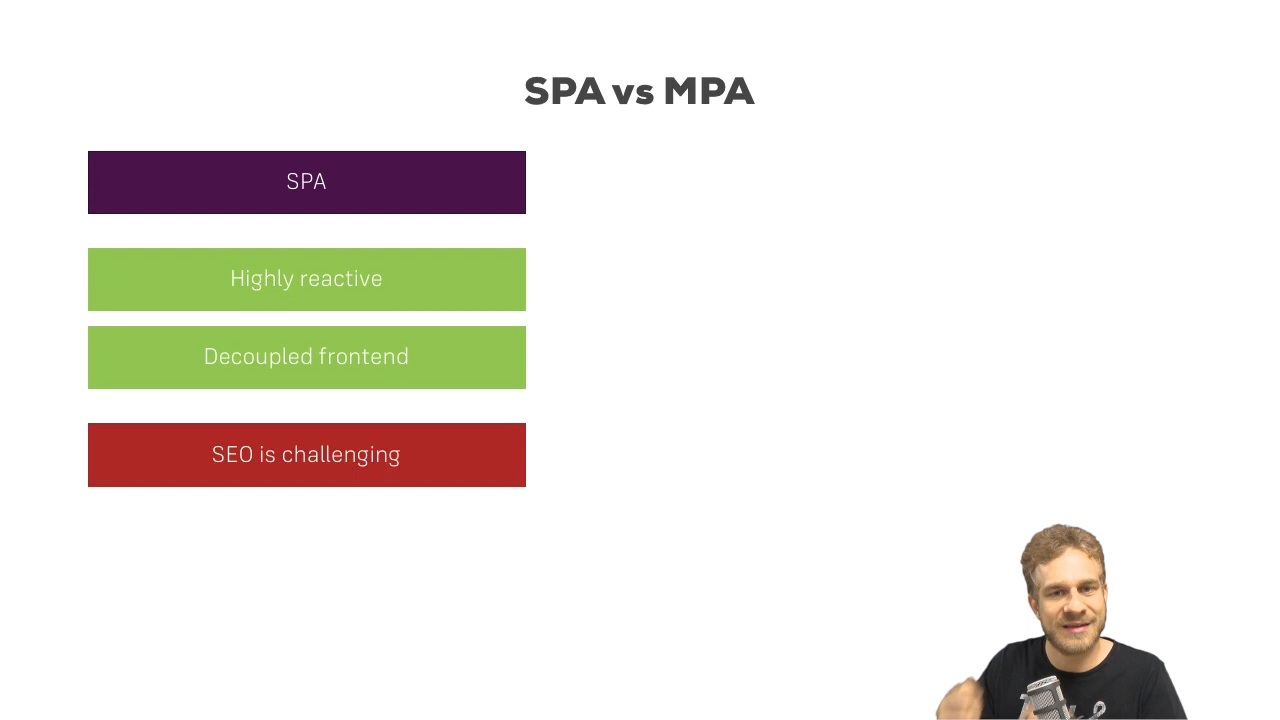 SPA vs MPA
SPA
Highly reactive
Decoupled frontend
SEO is challenging